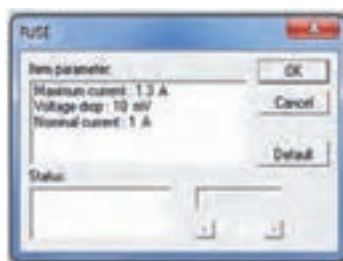 FUSE
Item parameter:
OK
Maximum current : 1.3 A
Voltage drop : 10 mV
Nominal current : 1 A
Cancel
Default
Status: